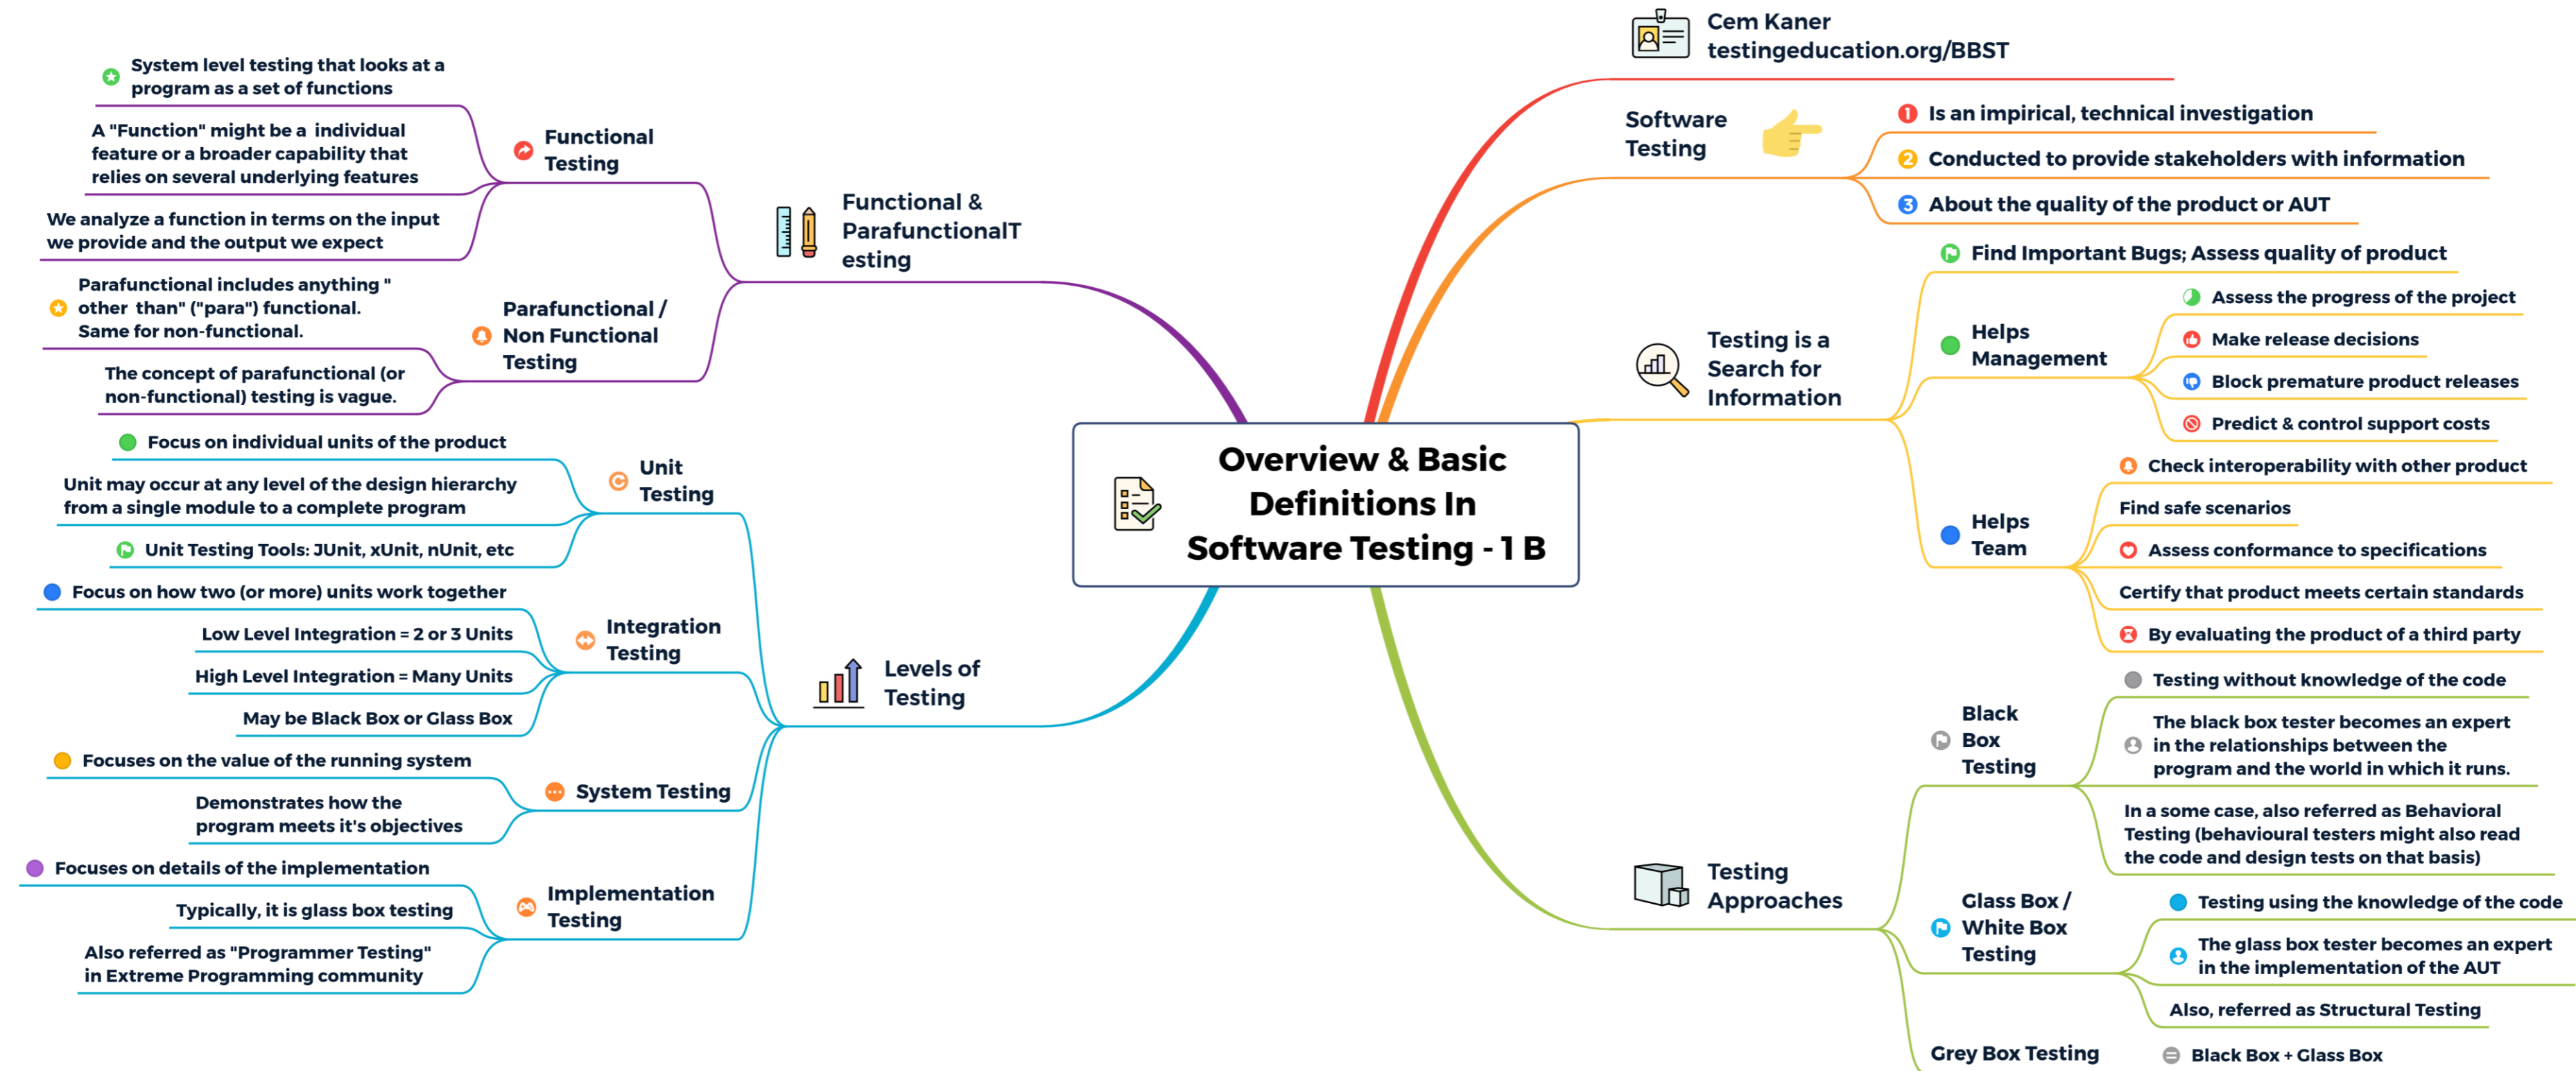 Overview & Basic
Definitions In
Software Testing - 1 B
Cem Kaner
testingeducation.org/BBST
Software
Testing
1
Is an impirical, technical investigation
2
Conducted to provide stakeholders with information
3
About the quality of the product or AUT
Testing is a
Search for
Information
Find Important Bugs; Assess quality of product
Helps
Management
Assess the progress of the project
Make release decisions
Block premature product releases
Predict & control support costs
Helps
Team
Check interoperability with other product
Find safe scenarios
Assess conformance to specifications
Certify that product meets certain standards
By evaluating the product of a third party
Testing
Approaches
Black
Box
Testing
Testing without knowledge of the code
The black box tester becomes an expert
in the relationships between the
program and the world in which it runs.
In a some case, also referred as Behavioral
Testing (behavioural testers might also read
the code and design tests on that basis)
Glass Box /
White Box
Testing
Testing using the knowledge of the code
The glass box tester becomes an expert
in the implementation of the AUT
Also, referred as Structural Testing
Grey Box Testing
Black Box + Glass Box
Functional &
ParafunctionalT
esting
Functional
Testing
System level testing that looks at a
program as a set of functions
A "Function" might be a individual
feature or a broader capability that
relies on several underlying features
We analyze a function in terms on the input
we provide and the output we expect
Parafunctional /
Non Functional
Testing
Parafunctional includes anything "
other than" ("para") functional.
Same for non-functional.
The concept of parafunctional (or
non-functional) testing is vague.
Levels of
Testing
Unit
Testing
Focus on individual units of the product
Unit may occur at any level of the design hierarchy
from a single module to a complete program
Unit Testing Tools: JUnit, xUnit, nUnit, etc
Integration
Testing
Focus on how two (or more) units work together
Low Level Integration = 2 or 3 Units
High Level Integration = Many Units
May be Black Box or Glass Box
System Testing
Focuses on the value of the running system
Demonstrates how the
program meets it's objectives
Implementation
Testing
Focuses on details of the implementation
Typically, it is glass box testing
Also referred as "Programmer Testing"
in Extreme Programming community